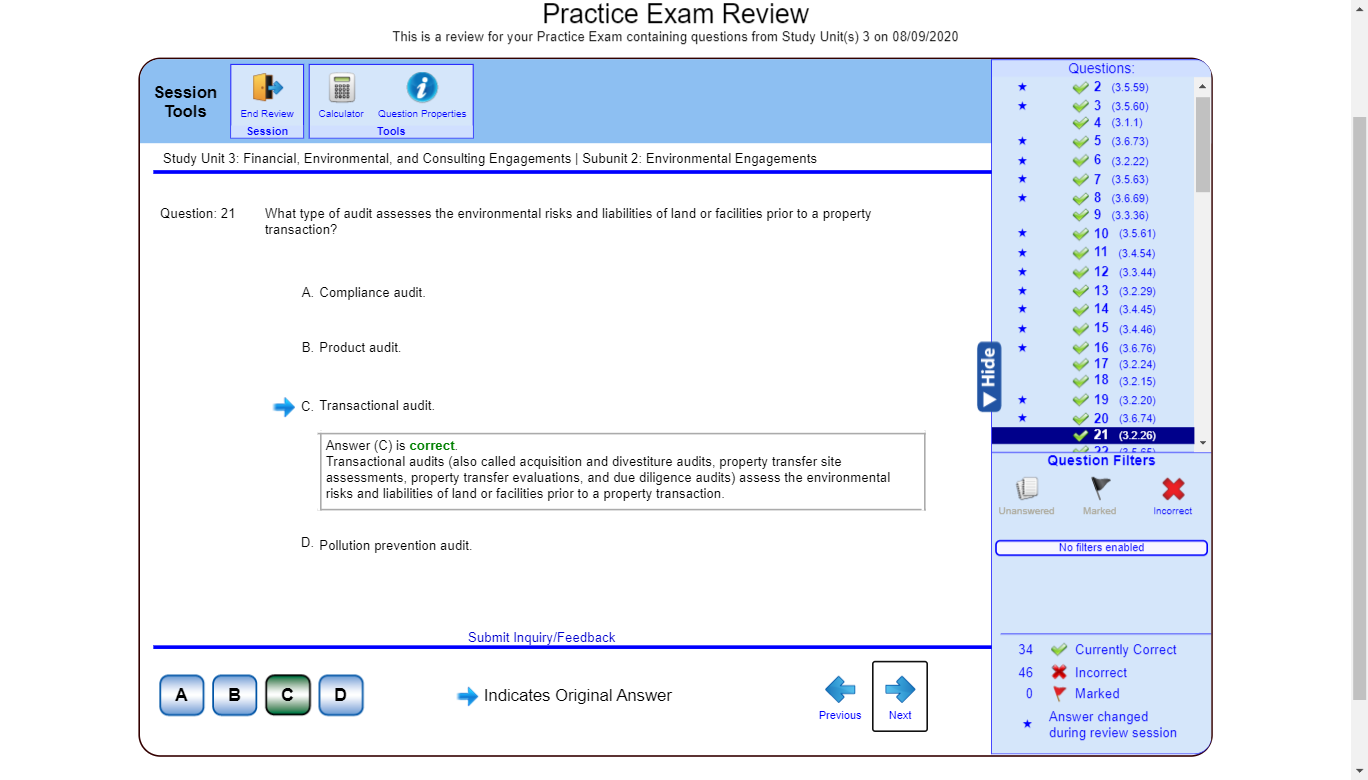 Practice Exam Review
This is a review for your Practice Exam containing questions from Study Unit(s) 3 on 08/09/2020
Session
Tools
End Review
Session
Calculator
Question Properties
Tools
Study Unit 3: Financial, Environmental, and Consulting Engagements | Subunit 2: Environmental Engagements
Question: 21
What type of audit assesses the environmental risks and liabilities of land or facilities prior to a property
transaction?
A. Compliance audit.
B. Product audit.
C. Transactional audit.
Answer (C) is correct.
Transactional audits (also called acquisition and divestiture audits, property transfer site
assessments, property transfer evaluations, and due diligence audits) assess the environmental
risks and liabilities of land or facilities prior to a property transaction.
D. Pollution prevention audit.
Submit Inquiry/Feedback
A B C D
Indicates Original Answer
Previous
Next
Hide
Questions:
2 (3.5.59)
3 (3.5.60)
4 (3.1.1)
5 (3.6.73)
6 (3.2.22)
7 (3.5.63)
8 (3.6.69)
9 (3.3.36)
10 (3.5.61)
11 (3.4.54)
12 (3.3.44)
13 (3.2.29)
14 (3.4.45)
15 (3.4.46)
16 (3.6.76)
17 (3.2.24)
18 (3.2.15)
19 (3.2.20)
20 (3.6.74)
21 (3.2.26)
22 (3.5.65)
Question Filters
Unanswered
Marked
Incorrect
No filters enabled
34 Currently Correct
46 Incorrect
0 Marked
Answer changed
during review session